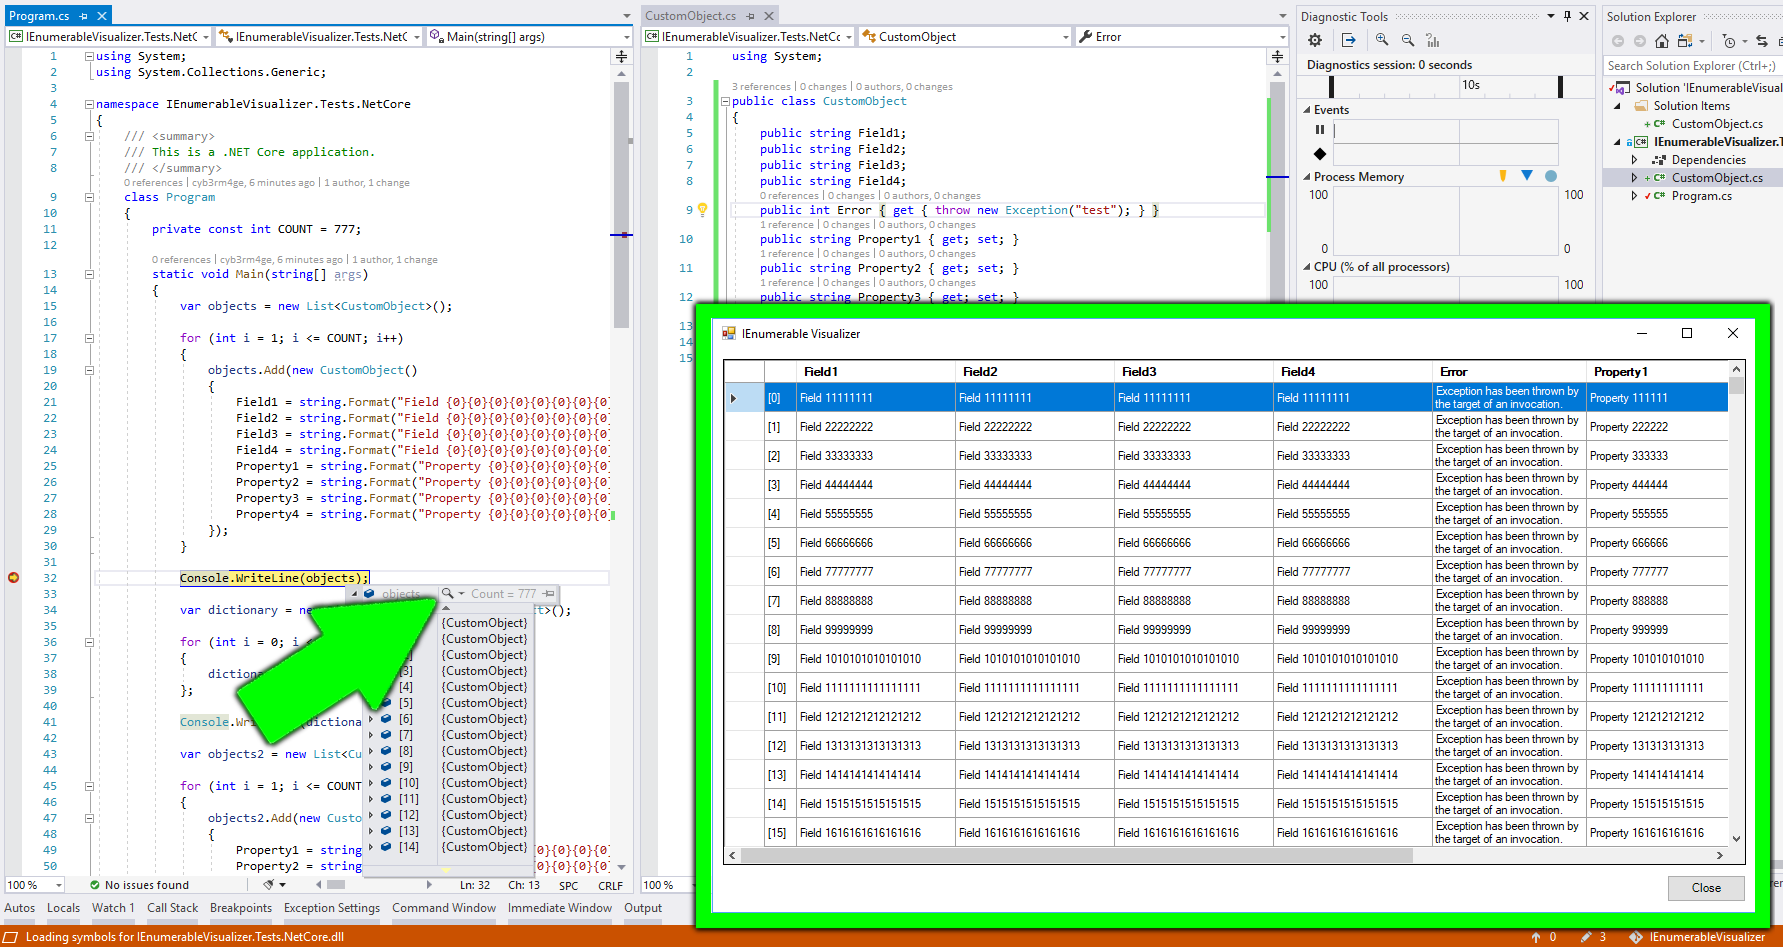 Program.cs
IEnumerableVisualizer.Tests.NetC
IEnumerableVisualizer.Tests.NetC
Main(string[] args)
1 using System;
2 using System.Collections.Generic;
3
4 namespace IEnumerableVisualizer.Tests.NetCore
5 {
6 /// <summary>
7 /// This is a .NET Core application.
8 /// </summary>
0 references | cyb3rm4ge, 6 minutes ago | 1 author, 1 change
9 class Program
10 {
11 private const int COUNT = 777;
12
0 references | cyb3rm4ge, 6 minutes ago | 1 author, 1 change
13 static void Main(string[] args)
14 {
15 var objects = new List<CustomObject>();
16
17 for (int i = 1; i <= COUNT; i++)
18 {
19 objects.Add(new CustomObject()
20 {
21 Field1 = string.Format("Field {0}{0}{0}{0}{0}{0}{0}{0}
22 Field2 = string.Format("Field {0}{0}{0}{0}{0}{0}{0}{0}
23 Field3 = string.Format("Field {0}{0}{0}{0}{0}{0}{0}{0}
24 Field4 = string.Format("Field {0}{0}{0}{0}{0}{0}{0}{0}
25 Property1 = string.Format("Property {0}{0}{0}{0}{0}{0}
26 Property2 = string.Format("Property {0}{0}{0}{0}{0}{0}
27 Property3 = string.Format("Property {0}{0}{0}{0}{0}{0}
28 Property4 = string.Format("Property {0}{0}{0}{0}{0}{0}
29 });
30 }
31
32 Console.WriteLine(objects);
33 objects Count = 777
34 var dictionary = ne t>();
35
36 for (int i = 0; i <
37 {
38 dictiona
39 };
40
41 Console.Wr (dictiona
42
43 var objects2 = new List<Cu
44
45 for (int i = 1; i <= COUNT
46 {
47 objects2.Add(new Custo
48 {
49 Property1 = string {0}{0}{0}
50 Property2 = string {0}{0}{0}
{CustomObject}
{CustomObject}
{CustomObject}
[3] {CustomObject}
[4] {CustomObject}
[5] {CustomObject}
[6] {CustomObject}
[7] {CustomObject}
[8] {CustomObject}
[9] {CustomObject}
[10] {CustomObject}
[11] {CustomObject}
[12] {CustomObject}
[13] {CustomObject}
[14] {CustomObject}
100 % No issues found Ln: 32 Ch: 13 SPC CRLF
CustomObject.cs
IEnumerableVisualizer.Tests.NetCc
CustomObject
Error
1 using System;
2
3 references | 0 changes | 0 authors, 0 changes
3 public class CustomObject
4 {
5 public string Field1;
6 public string Field2;
7 public string Field3;
8 public string Field4;
0 references | 0 changes | 0 authors, 0 changes
9 public int Error { get { throw new Exception("test"); } }
1 reference | 0 changes | 0 authors, 0 changes
10 public string Property1 { get; set; }
1 reference | 0 changes | 0 authors, 0 changes
11 public string Property2 { get; set; }
1 reference | 0 changes | 0 authors, 0 changes
12 public string Property3 { get; set; }
13
14
15
100 %
Diagnostic Tools
Diagnostics session: 0 seconds
10s
Events
Process Memory
100 100
0 0
CPU (% of all processors)
100 100
Solution Explorer
Search Solution Explorer (Ctrl+;)
Solution 'IEnumerableVisual
Solution Items
CustomObject.cs
IEnumerableVisualizer.T
Dependencies
CustomObject.cs
Program.cs
IEnumerable Visualizer
Field1 Field2 Field3 Field4 Error Property1
[0] Field 11111111 Field 11111111 Field 11111111 Field 11111111 Exception has been thrown by the target of an invocation. Property 111111
[1] Field 22222222 Field 22222222 Field 22222222 Field 22222222 Exception has been thrown by the target of an invocation. Property 222222
[2] Field 33333333 Field 33333333 Field 33333333 Field 33333333 Exception has been thrown by the target of an invocation. Property 333333
[3] Field 44444444 Field 44444444 Field 44444444 Field 44444444 Exception has been thrown by the target of an invocation. Property 444444
[4] Field 55555555 Field 55555555 Field 55555555 Field 55555555 Exception has been thrown by the target of an invocation. Property 555555
[5] Field 66666666 Field 66666666 Field 66666666 Field 66666666 Exception has been thrown by the target of an invocation. Property 666666
[6] Field 77777777 Field 77777777 Field 77777777 Field 77777777 Exception has been thrown by the target of an invocation. Property 777777
[7] Field 88888888 Field 88888888 Field 88888888 Field 88888888 Exception has been thrown by the target of an invocation. Property 888888
[8] Field 99999999 Field 99999999 Field 99999999 Field 99999999 Exception has been thrown by the target of an invocation. Property 999999
[9] Field 1010101010101010 Field 1010101010101010 Field 1010101010101010 Field 1010101010101010 Exception has been thrown by the target of an invocation. Property 101010101010
[10] Field 1111111111111111 Field 1111111111111111 Field 1111111111111111 Field 1111111111111111 Exception has been thrown by the target of an invocation. Property 111111111111
[11] Field 1212121212121212 Field 1212121212121212 Field 1212121212121212 Field 1212121212121212 Exception has been thrown by the target of an invocation. Property 121212121212
[12] Field 1313131313131313 Field 1313131313131313 Field 1313131313131313 Field 1313131313131313 Exception has been thrown by the target of an invocation. Property 131313131313
[13] Field 1414141414141414 Field 1414141414141414 Field 1414141414141414 Field 1414141414141414 Exception has been thrown by the target of an invocation. Property 141414141414
[14] Field 1515151515151515 Field 1515151515151515 Field 1515151515151515 Field 1515151515151515 Exception has been thrown by the target of an invocation. Property 151515151515
[15] Field 1616161616161616 Field 1616161616161616 Field 1616161616161616 Field 1616161616161616 Exception has been thrown by the target of an invocation. Property 161616161616
Close
Autos Locals Watch 1 Call Stack Breakpoints Exception Settings Command Window Immediate Window Output
Loading symbols for IEnumerableVisualizer.Tests.NetCore.dll
0 3 IEnumerableVisualizer